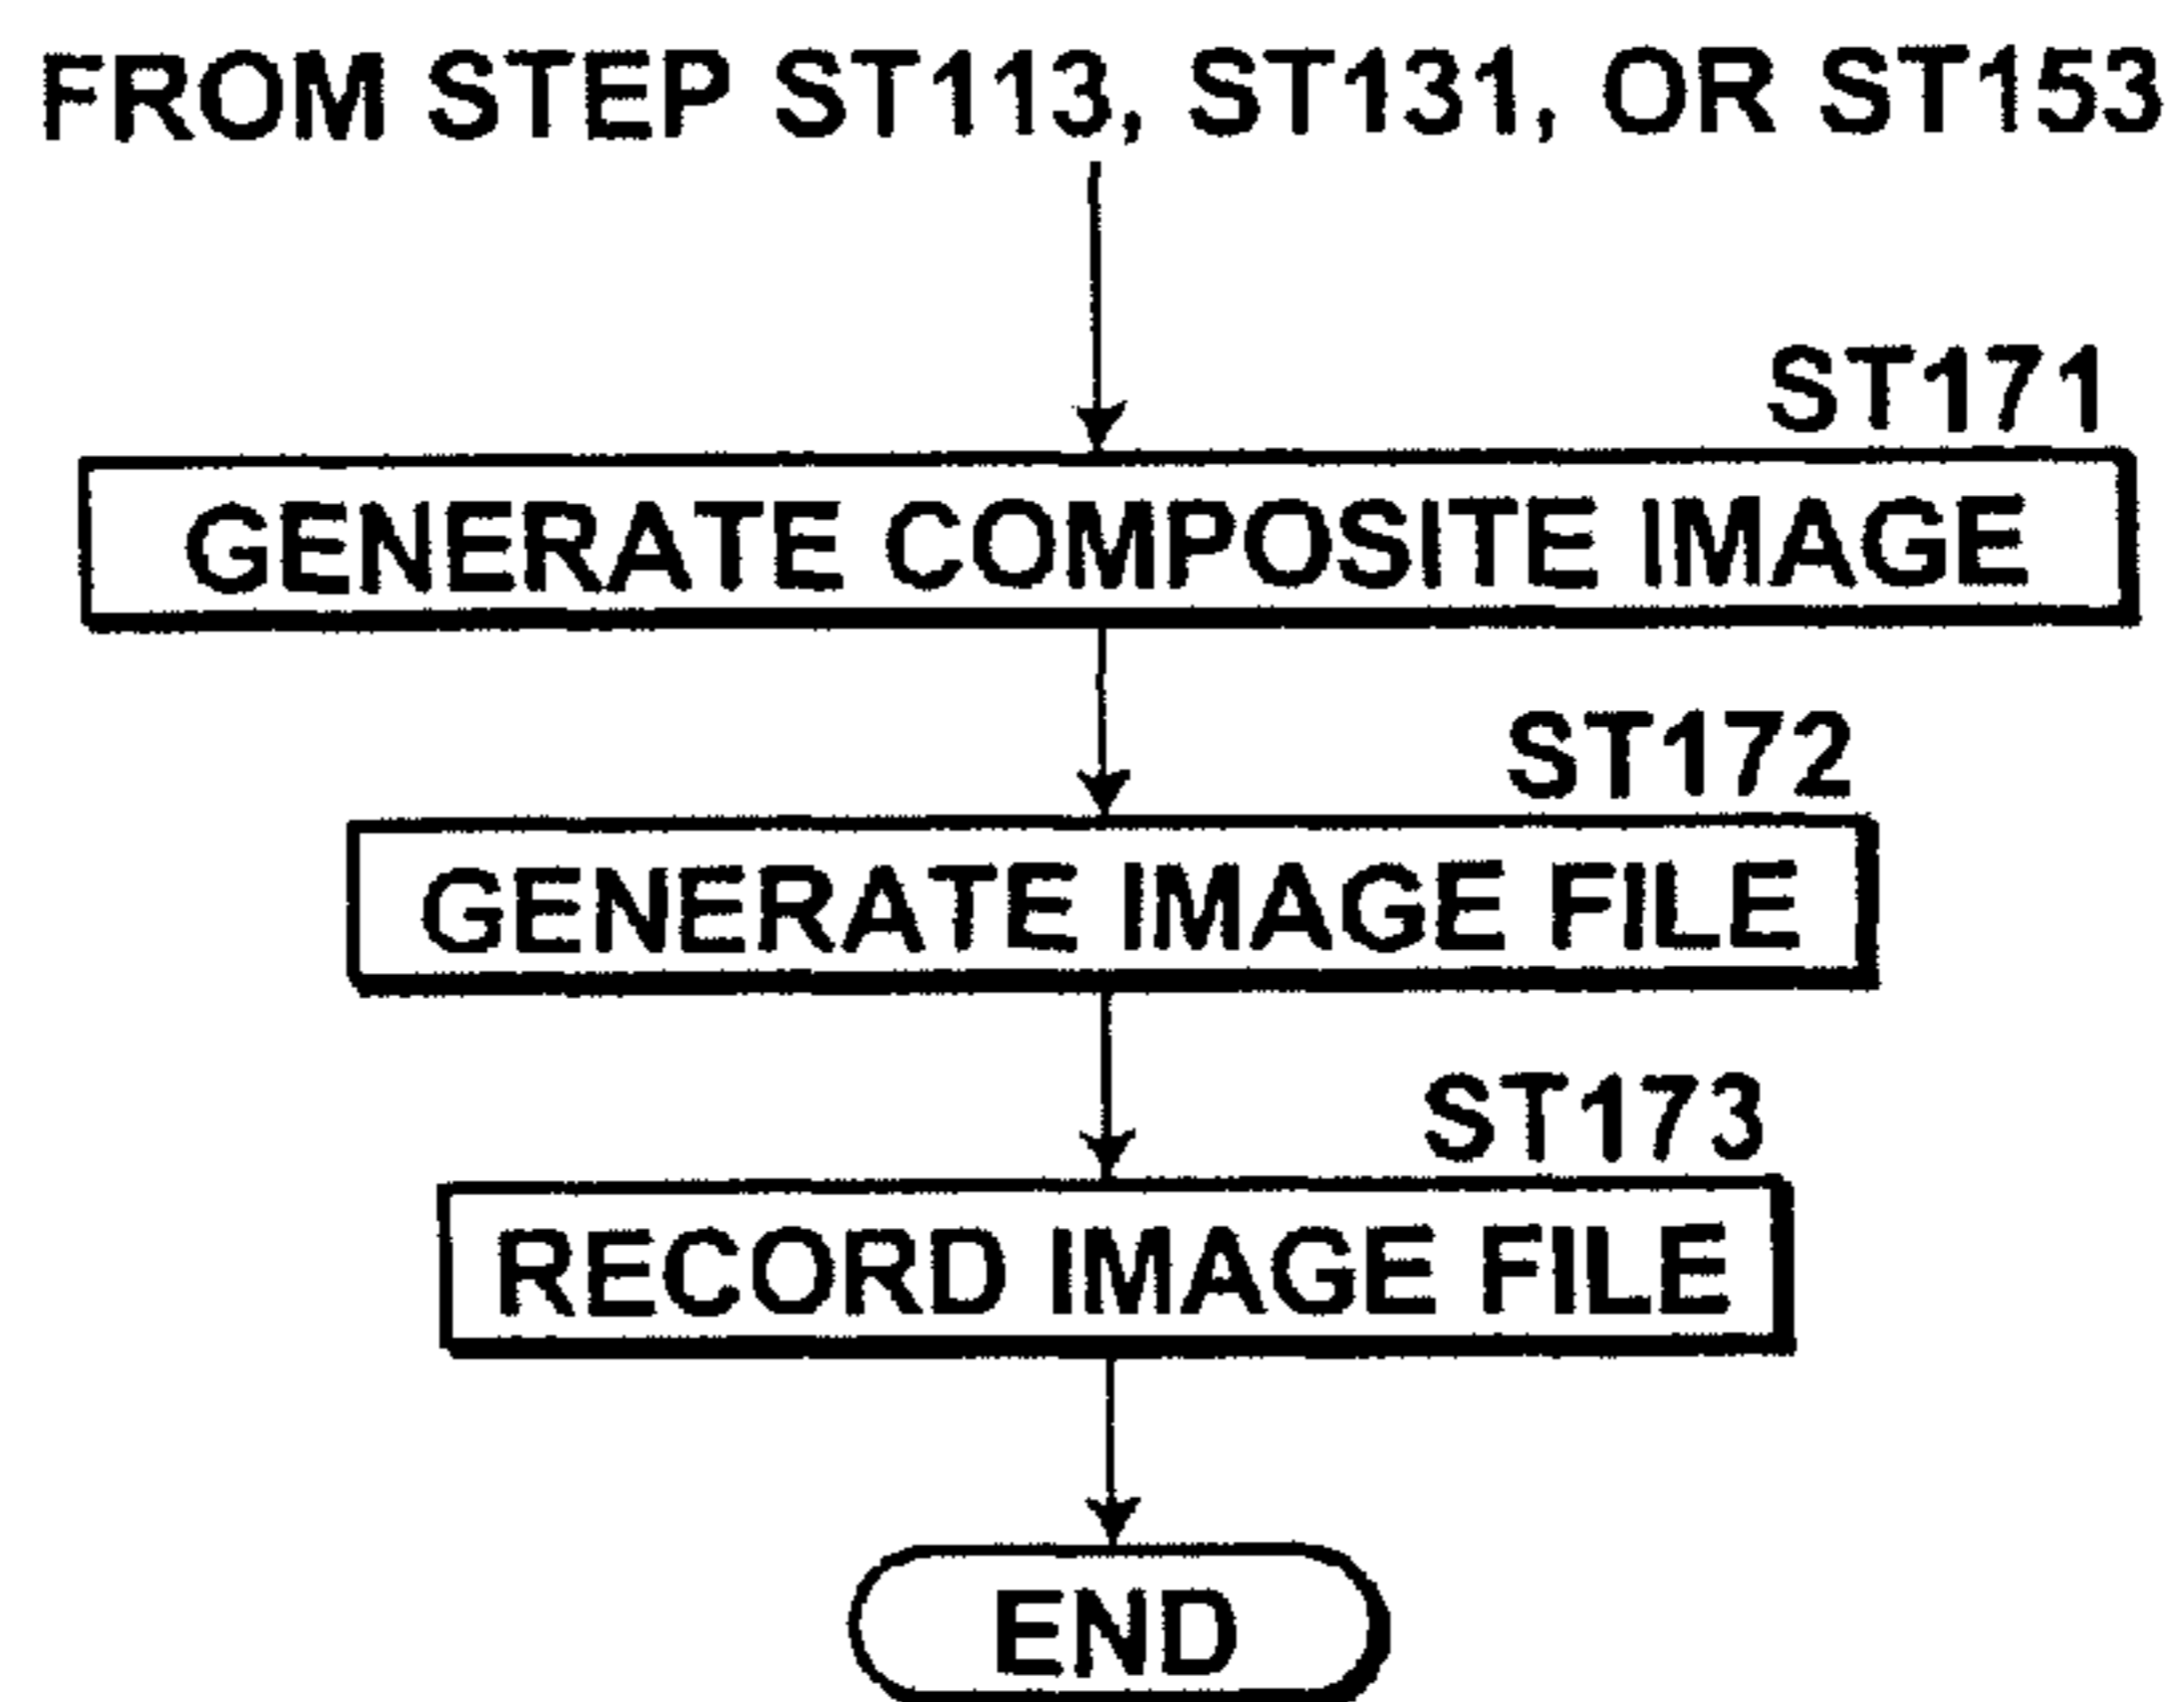 FROM STEP ST113, ST131, OR ST153
ST171
GENERATE COMPOSITE IMAGE
ST172
GENERATE IMAGE FILE
ST173
RECORD IMAGE FILE
END